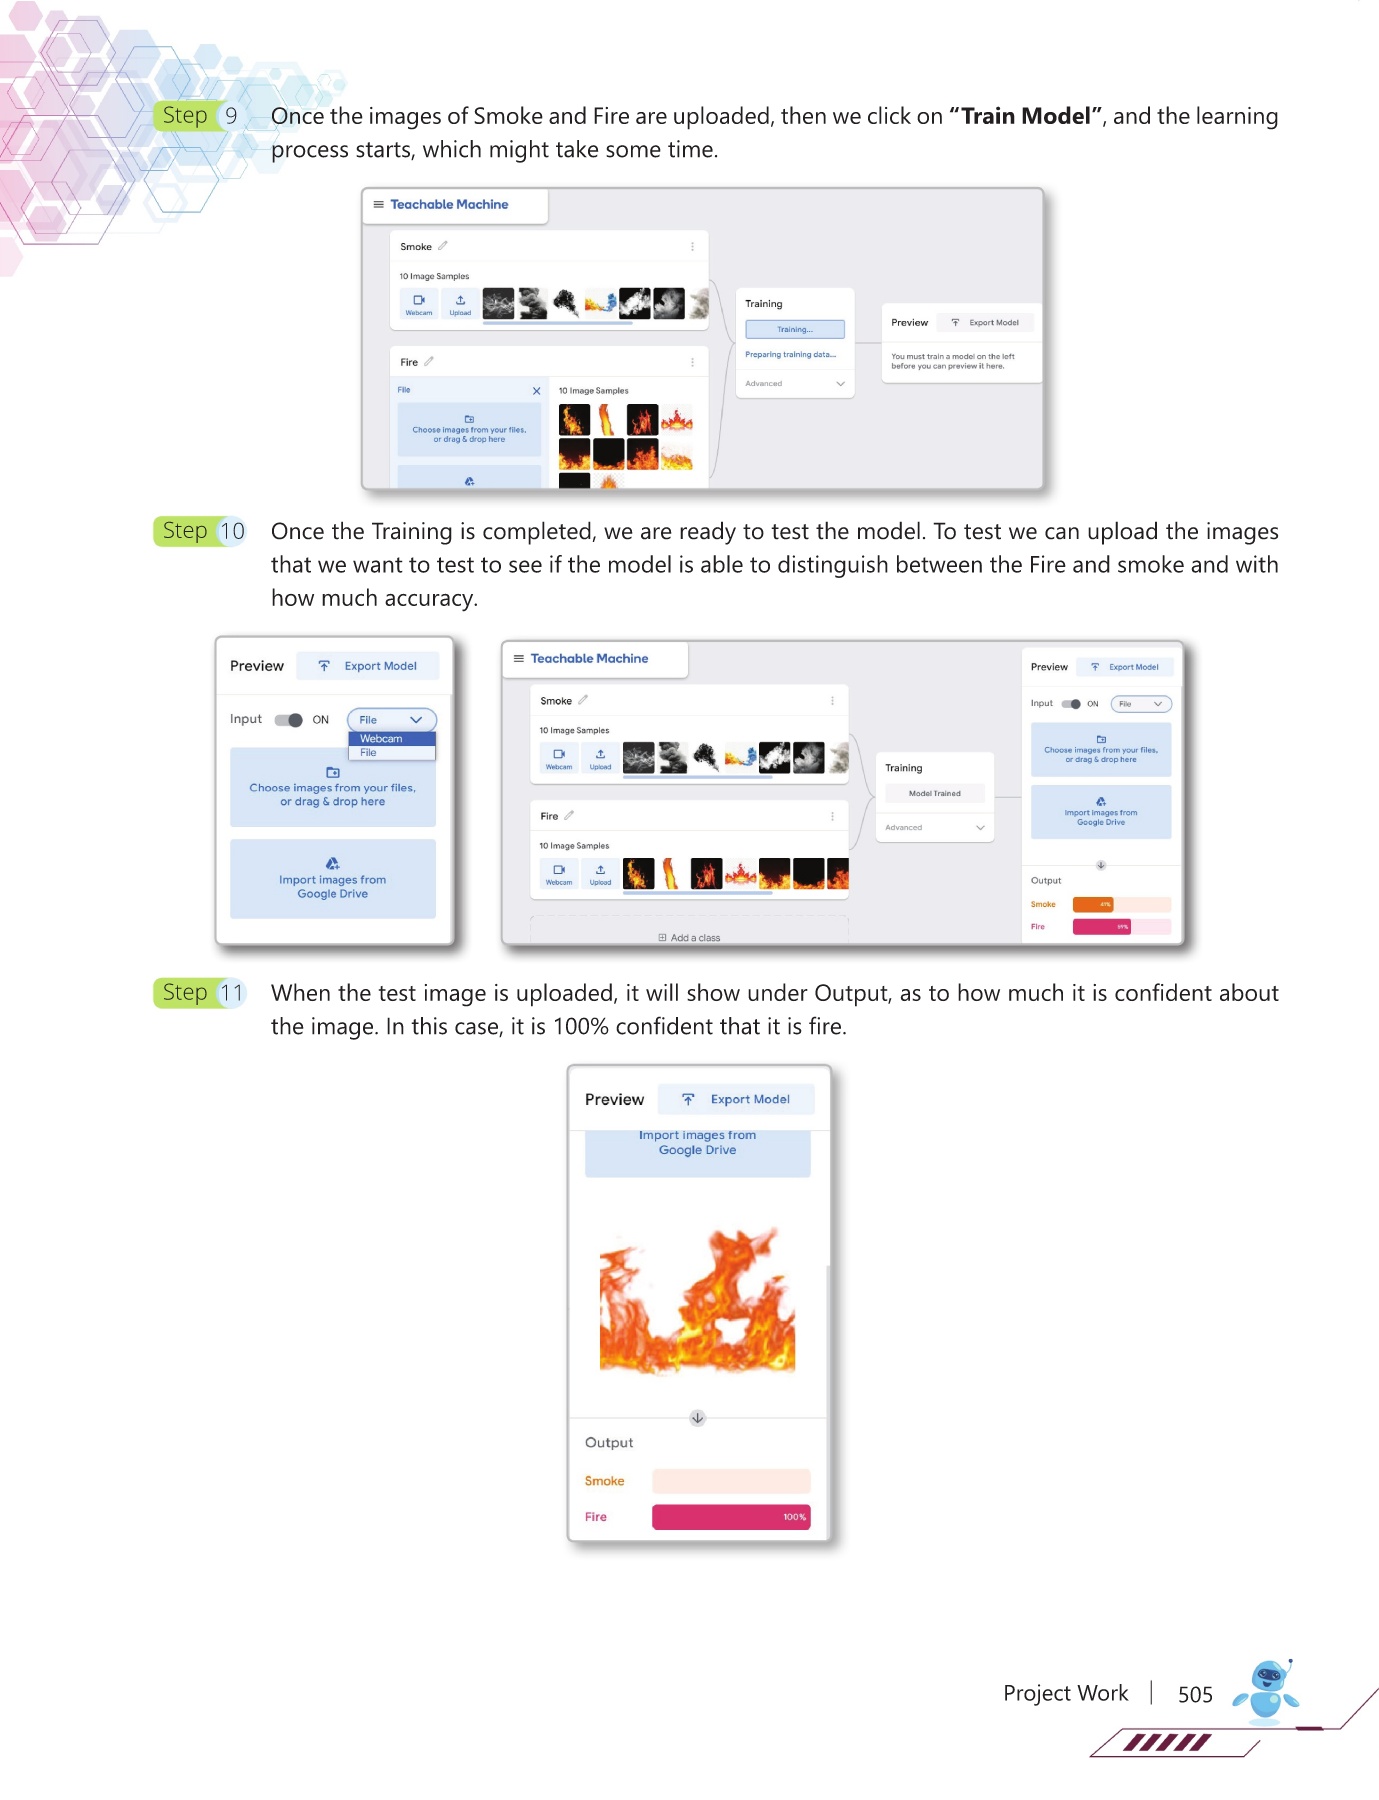 Step 9 Once the images of Smoke and Fire are uploaded, then we click on “Train Model”, and the learning
process starts, which might take some time.
Teachable Machine
Smoke
10 Image Samples
Webcam Upload
Fire
File
Choose images from your files,
or drag & drop here
10 Image Samples
Training
Training...
Preparing training data...
Advanced
Preview Export Model
You must train a model on the left
before you can preview it here.
Step 10 Once the Training is completed, we are ready to test the model. To test we can upload the images
that we want to test to see if the model is able to distinguish between the Fire and smoke and with
how much accuracy.
Preview Export Model
Input ON File
Webcam
File
Choose images from your files,
or drag & drop here
Import images from
Google Drive
Teachable Machine
Smoke
10 Image Samples
Webcam Upload
Fire
10 Image Samples
Webcam Upload
Add a class
Training
Model Trained
Advanced
Preview Export Model
Input ON File
Choose images from your files,
or drag & drop here
Import images from
Google Drive
Output
Smoke 41%
Fire
Step 11 When the test image is uploaded, it will show under Output, as to how much it is confident about
the image. In this case, it is 100% confident that it is fire.
Preview Export Model
Import images from
Google Drive
Output
Smoke
Fire 100%
Project Work 505